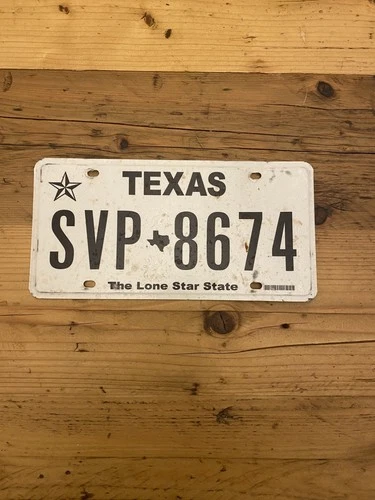 TEXAS
SVP 8674
The Lone Star State